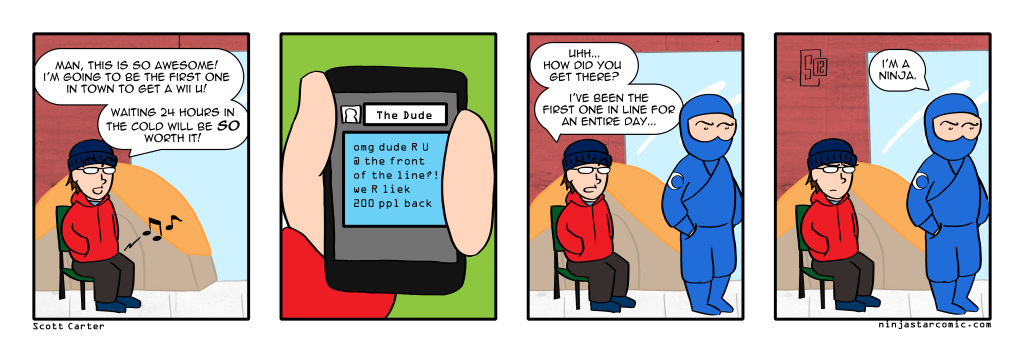 MAN, THIS IS SO AWESOME!
I'M GOING TO BE THE FIRST ONE
IN TOWN TO GET A WII U!
WAITING 24 HOURS IN
THE COLD WILL BE SO
WORTH IT!
The Dude
omg dude R U
@ the front
of the line?!
we R liek
200 ppl back
UHH...
HOW DID YOU
GET THERE?
I'VE BEEN THE
FIRST ONE IN LINE FOR
AN ENTIRE DAY...
I'M A
NINJA.
Scott Carter
ninjastarcomic.com